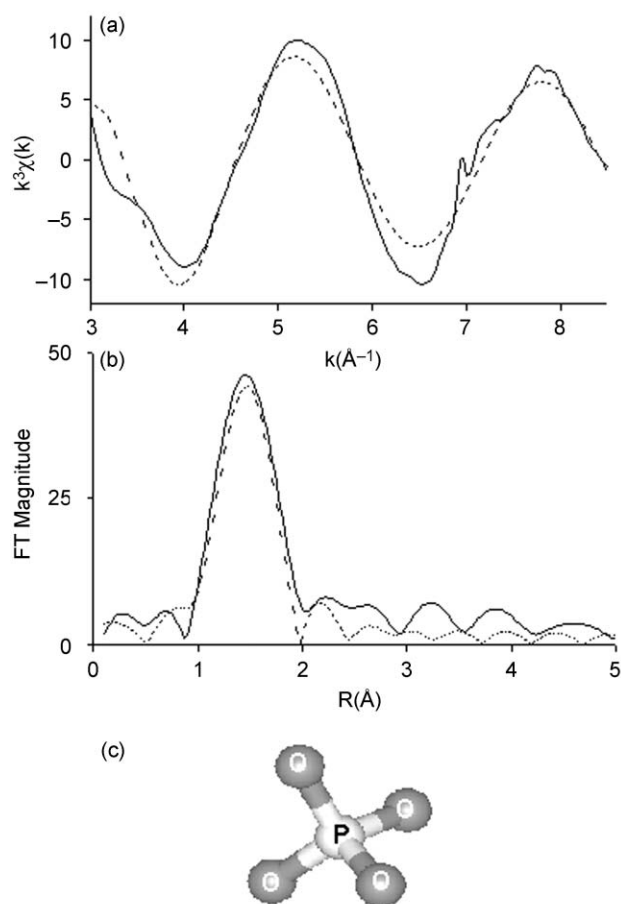 (a)
k³χ(k)
10
5
0
–5
–10
3 4 5 6 7 8
k(Å⁻¹)
(b)
FT Magnitude
50
25
0
0 1 2 3 4 5
R(Å)
(c)
O
O
P
O
O